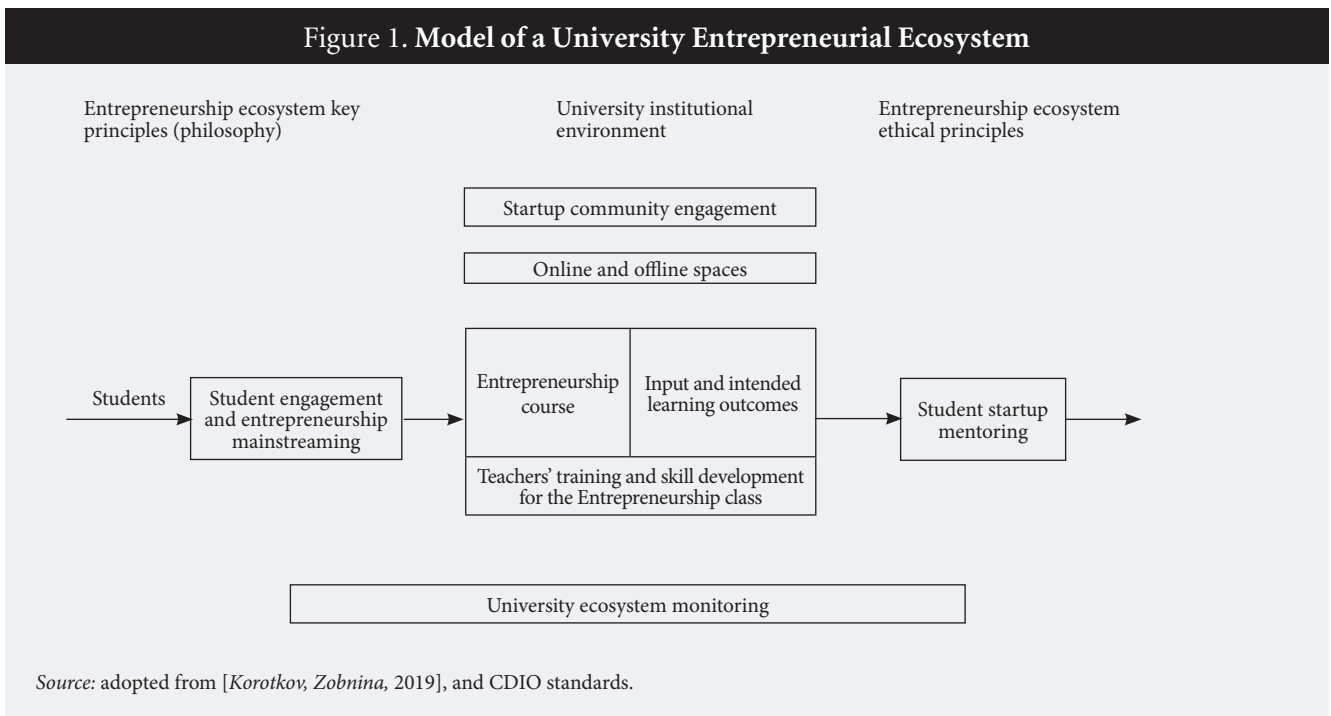 Figure 1. Model of a University Entrepreneurial Ecosystem
Entrepreneurship ecosystem key
principles (philosophy)
University institutional
environment
Entrepreneurship ecosystem
ethical principles
Startup community engagement
Online and offline spaces
Students
Student engagement
and entrepreneurship
mainstreaming
Entrepreneurship
course
Input and intended
learning outcomes
Teachers’ training and skill development
for the Entrepreneurship class
Student startup
mentoring
University ecosystem monitoring
Source: adopted from [Korotkov, Zobnina, 2019], and CDIO standards.